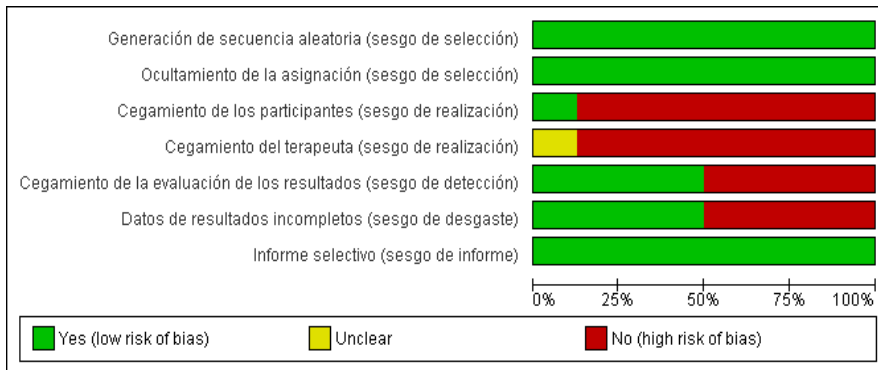 Generación de secuencia aleatoria (sesgo de selección)
Ocultamiento de la asignación (sesgo de selección)
Cegamiento de los participantes (sesgo de realización)
Cegamiento del terapeuta (sesgo de realización)
Cegamiento de la evaluación de los resultados (sesgo de detección)
Datos de resultados incompletos (sesgo de desgaste)
Informe selectivo (sesgo de informe)
0% 25% 50% 75% 100%
Yes (low risk of bias) Unclear No (high risk of bias)